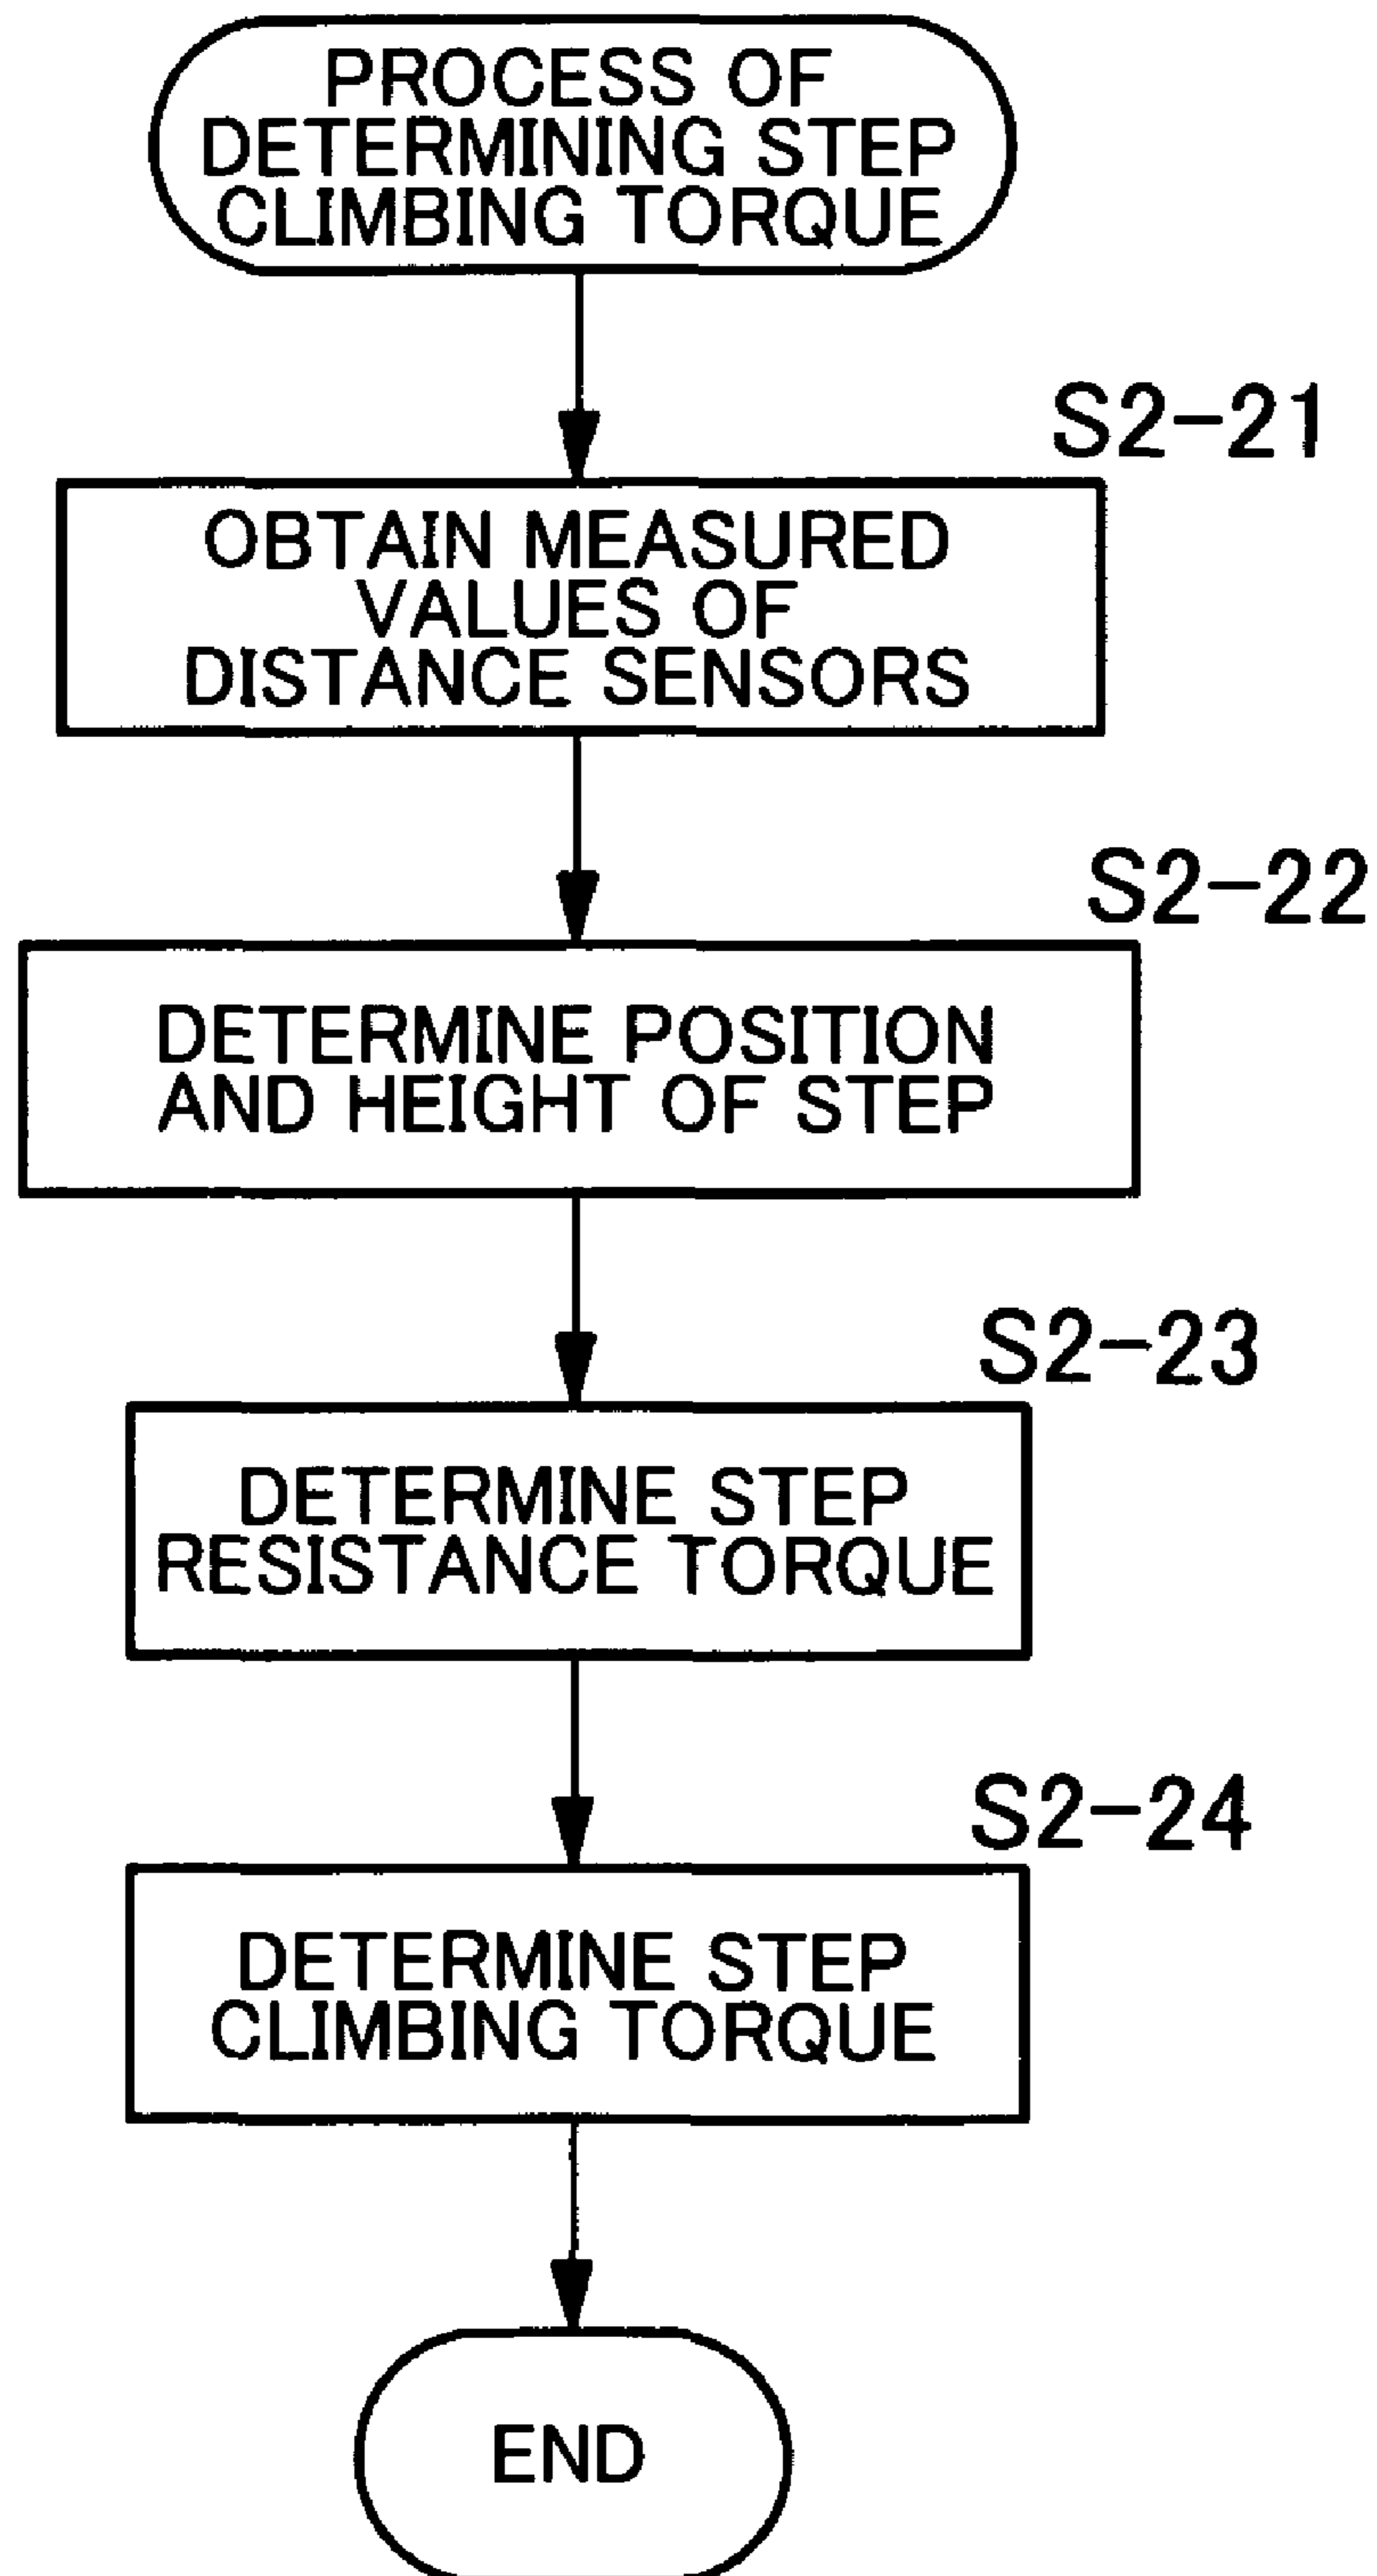 PROCESS OF
DETERMINING STEP
CLIMBING TORQUE
S2-21
OBTAIN MEASURED
VALUES OF
DISTANCE SENSORS
S2-22
DETERMINE POSITION
AND HEIGHT OF STEP
S2-23
DETERMINE STEP
RESISTANCE TORQUE
S2-24
DETERMINE STEP
CLIMBING TORQUE
END